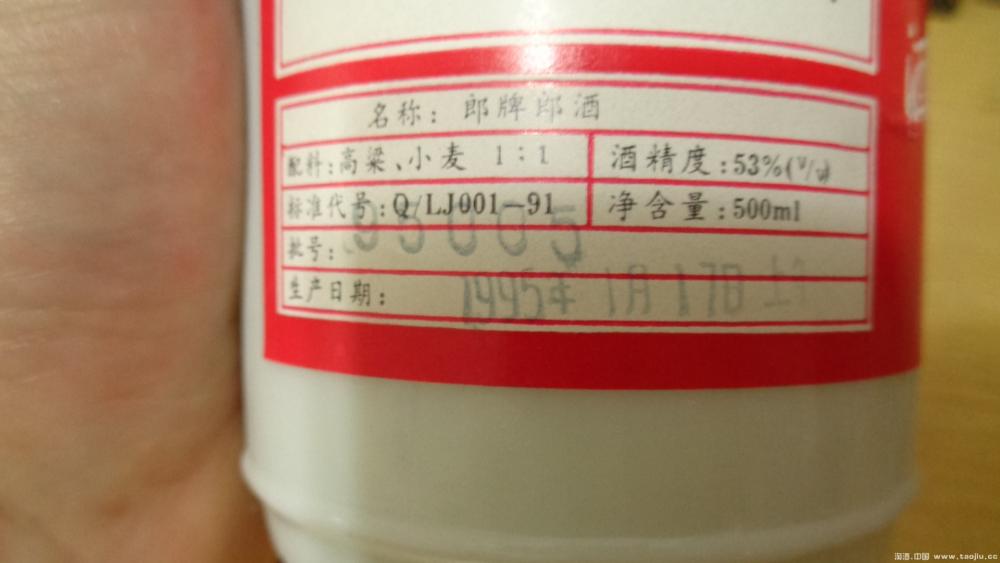 名称：郎牌郎酒
配料：高粱、小麦 1：1 酒精度：53%(V/V)
标准代号：Q/LJ001-91 净含量：500ml
批号：95005
生产日期：1995年1月17日
淘酒.中国 www.taojiu.cc